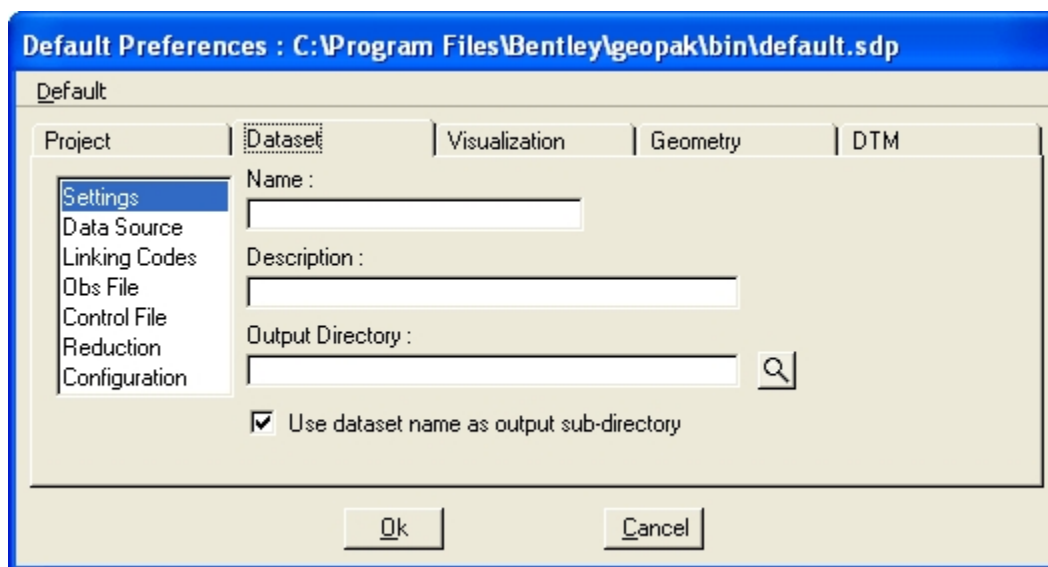 Default Preferences : C:\Program Files\Bentley\geopak\bin\default.sdp
Default
Project
Dataset
Visualization
Geometry
DTM
Settings
Data Source
Linking Codes
Obs File
Control File
Reduction
Configuration
Name :
Description :
Output Directory :
Use dataset name as output sub-directory
Ok
Cancel